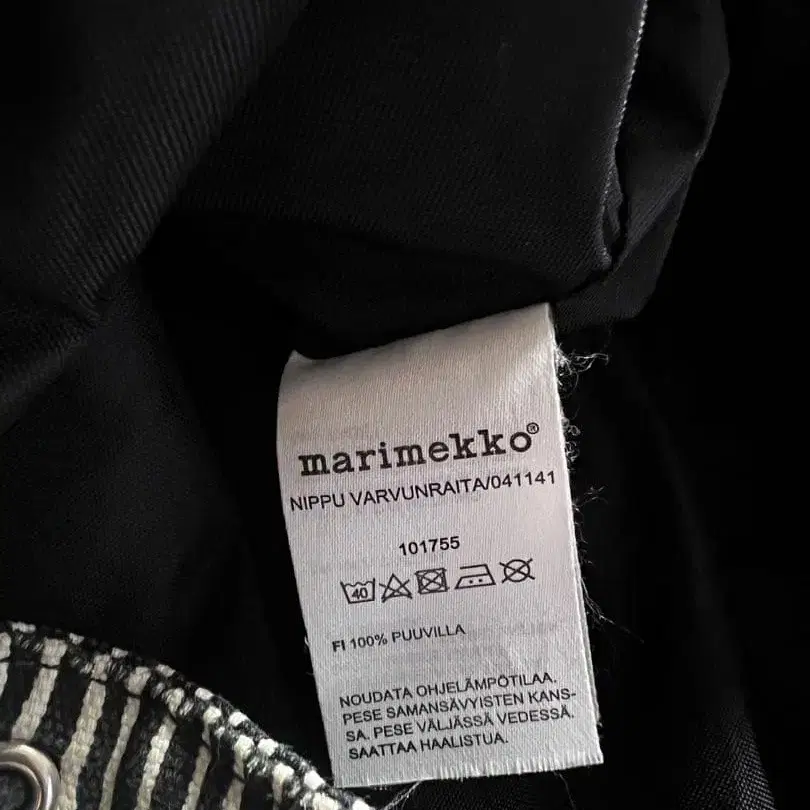 marimekko®
NIPPU VARVUNRAITA/041141
101755
40
FI 100% PUUVILLA
NOUDATA OHJELÄMPÖTILAA.
PESE SAMANSÄVYISTEN KANS-
SA. PESE VÄLJÄSSÄ VEDESSÄ.
SAATTAA HAALISTUA.